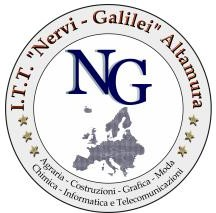 I.T.T. "Nervi - Galilei" Altamura
NG
Agraria - Costruzioni - Grafica - Moda
Chimica - Informatica e Telecomunicazioni